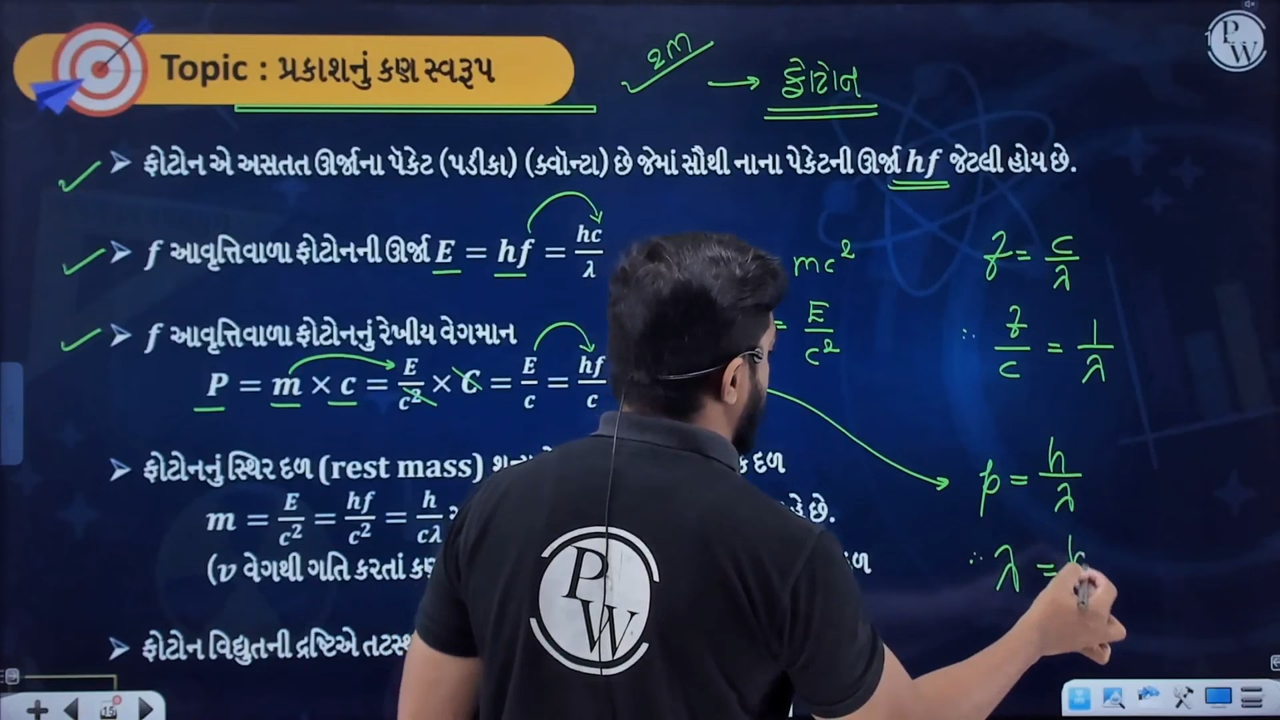 Topic : પ્રકાશનું કણ સ્વરૂપ
2M → ફોટોન
PW
➤ ફોટોન એ અસતત ઊર્જાના પૅકેટ (પડીકા) (ક્વૉન્ટા) છે જેમાં સૌથી નાના પેકેટની ઊર્જા hf જેટલી હોય છે.
➤ f આવૃત્તિવાળા ફોટોનની ઊર્જા E = hf = hc/λ
mc²
f = c/λ
➤ f આવૃત્તિવાળા ફોટોનનું રેખીય વેગમાન
= E/c²
∴ f/c = 1/λ
P = m × c = E/c² × C = E/c = hf/c
➤ ફોટોનનું સ્થિર દળ (rest mass) દળ
p = h/λ
m = E/c² = hf/c² = h/cλ છે.
∴ λ = h
(v વેગથી ગતિ કરતાં કણ
➤ ફોટોન વિદ્યુતની દ્રષ્ટિએ
PW